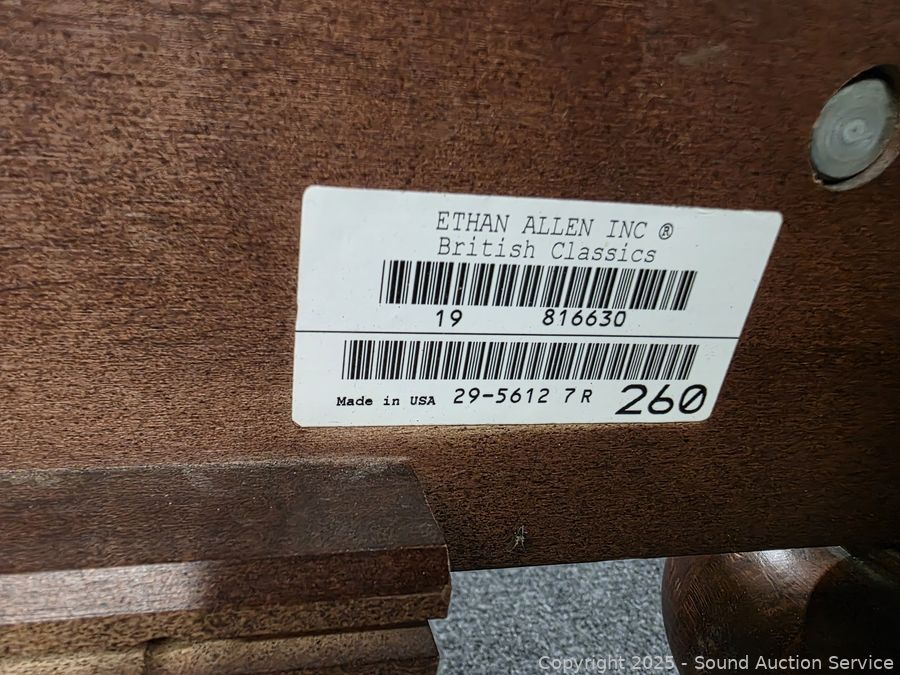 ETHAN ALLEN INC ®
British Classics
19 816630
Made in USA 29-5612 7R 260
Copyright 2025 - Sound Auction Service